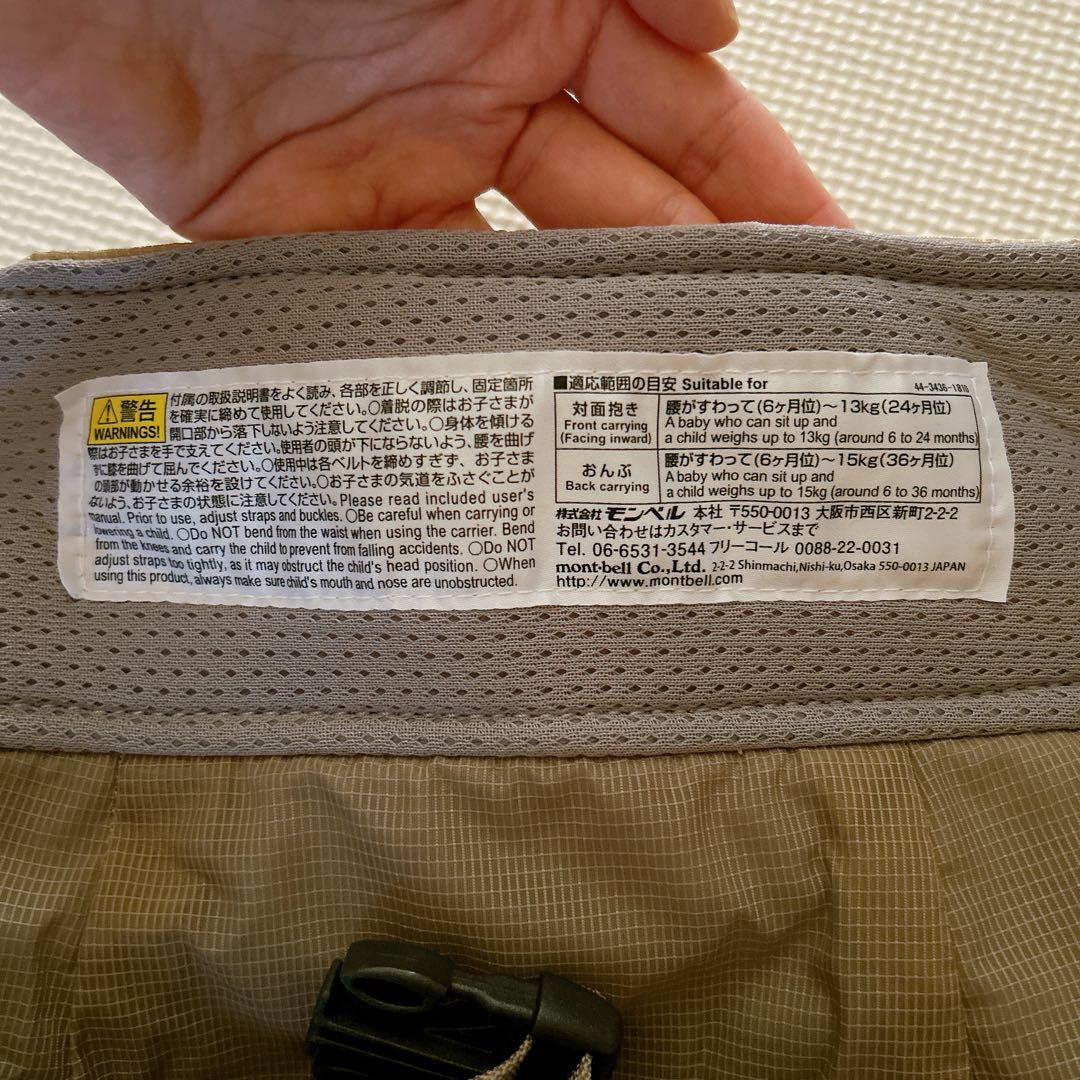 警告
WARNINGS!
付属の取扱説明書をよく読み、各部を正しく調節し、固定箇所
を確実に締めて使用してください。○着脱の際はお子さまが
開口部から落下しないよう注意してください。○身体を傾ける
際はお子さまを手で支えてください。使用者の頭が下にならないよう、腰を曲げ
ずに膝を曲げて屈んでください。○使用中は各ベルトを締めすぎず、お子さま
の頭部が動かせる余裕を設けてください。○お子さまの気道をふさぐことが
ないよう、お子さまの状態に注意してください。Please read included user's
manual. Prior to use, adjust straps and buckles. ○Be careful when carrying or
lowering a child. ○Do NOT bend from the waist when using the carrier. Bend
from the knees and carry the child to prevent from falling accidents. ○Do NOT
adjust straps too tightly, as it may obstruct the child's head position. ○When
using this product, always make sure child's mouth and nose are unobstructed.
■適応範囲の目安 Suitable for
44-3436-1810
対面抱き
Front carrying
(Facing inward)
腰がすわって(6ヶ月位)～13kg(24ヶ月位)
A baby who can sit up and
a child weighs up to 13kg (around 6 to 24 months)
おんぶ
Back carrying
腰がすわって(6ヶ月位)～15kg(36ヶ月位)
A baby who can sit up and
a child weighs up to 15kg (around 6 to 36 months)
株式会社 モンベル 本社 〒550-0013 大阪市西区新町2-2-2
お問い合わせはカスタマー・サービスまで
Tel. 06-6531-3544 フリーコール 0088-22-0031
mont-bell Co.,Ltd. 2-2-2 Shinmachi,Nishi-ku,Osaka 550-0013 JAPAN
http://www.montbell.com